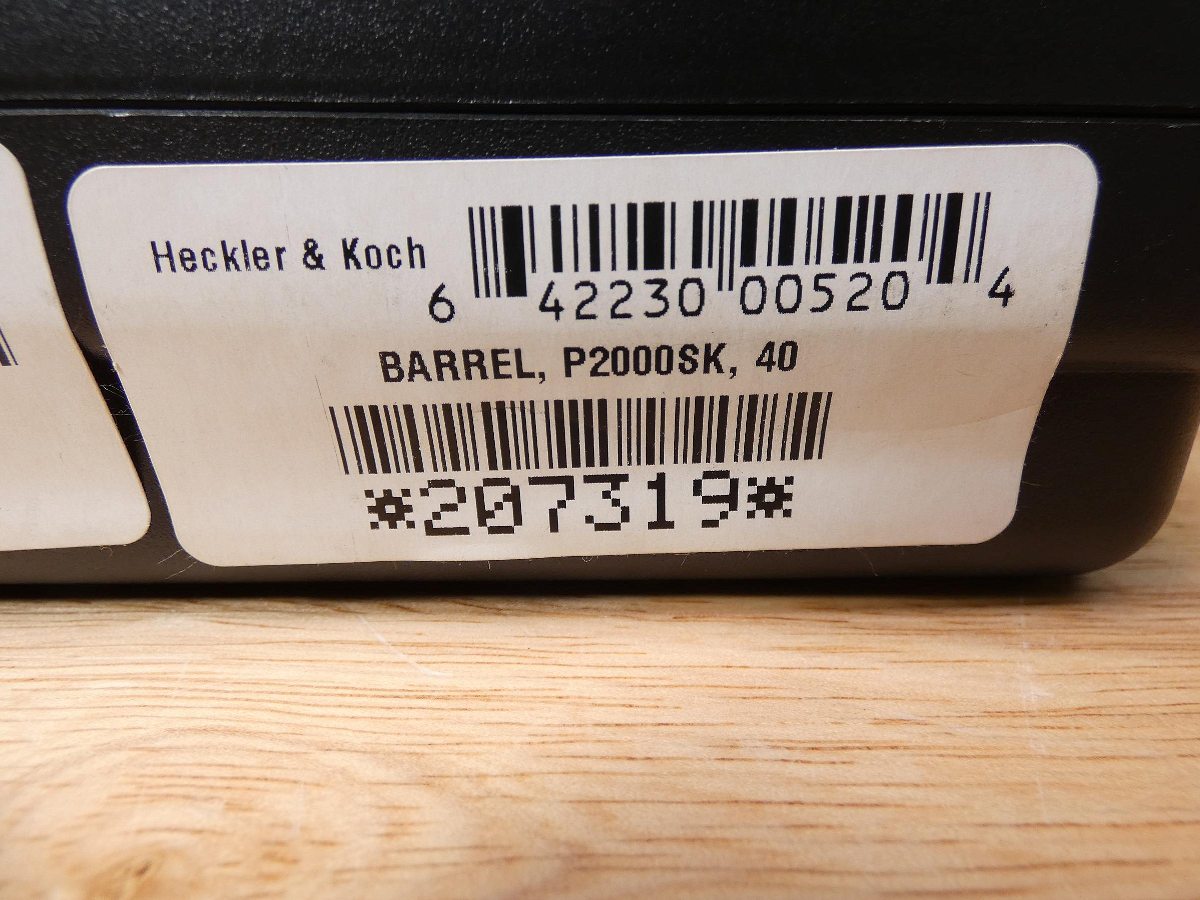 Heckler & Koch
6 42230 00520 4
BARREL, P2000SK, 40
*207319*